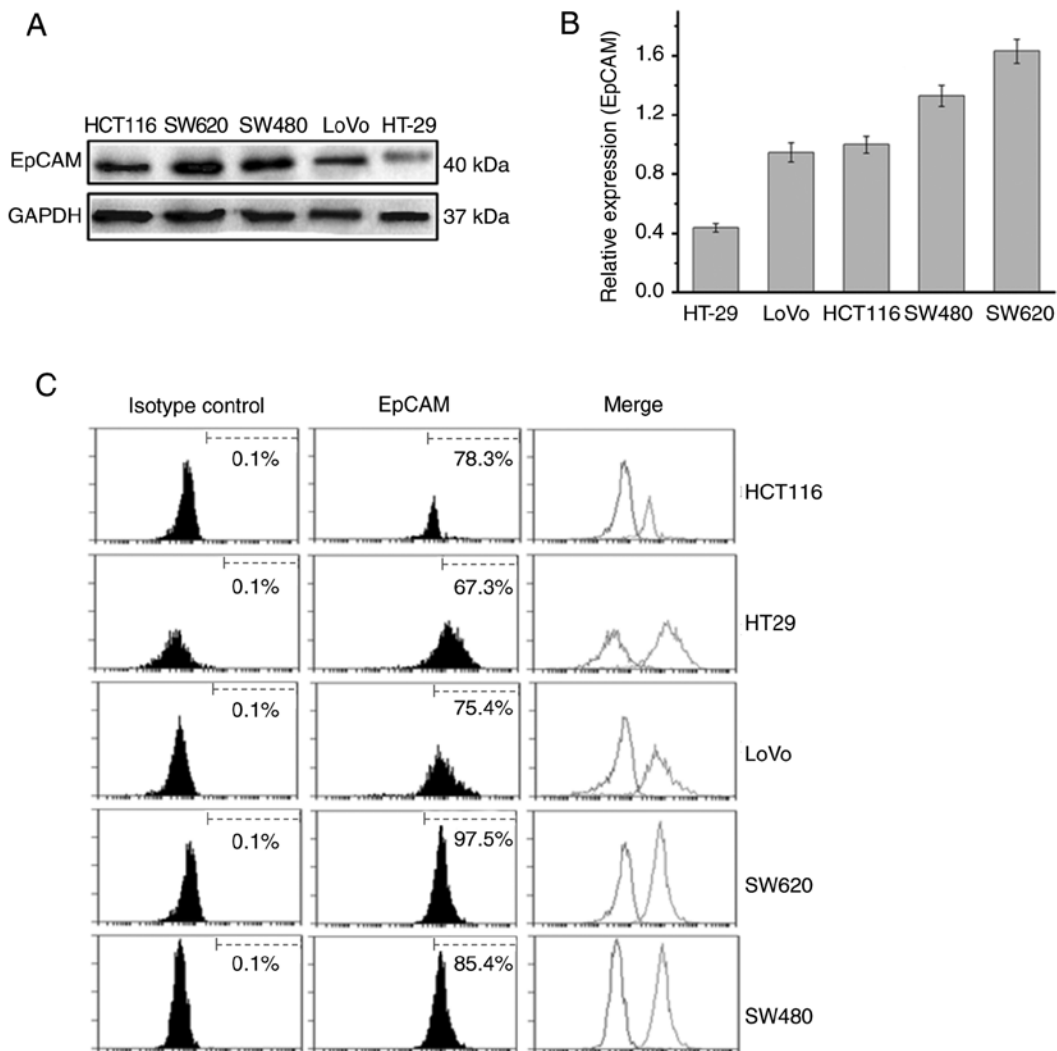 A
HCT116 SW620 SW480 LoVo HT-29
EpCAM
40 kDa
GAPDH
37 kDa
B
Relative expression (EpCAM)
1.6
1.2
0.8
0.4
0.0
HT-29 LoVo HCT116 SW480 SW620
C
Isotype control EpCAM Merge
0.1% 78.3% HCT116
0.1% 67.3% HT29
0.1% 75.4% LoVo
0.1% 97.5% SW620
0.1% 85.4% SW480